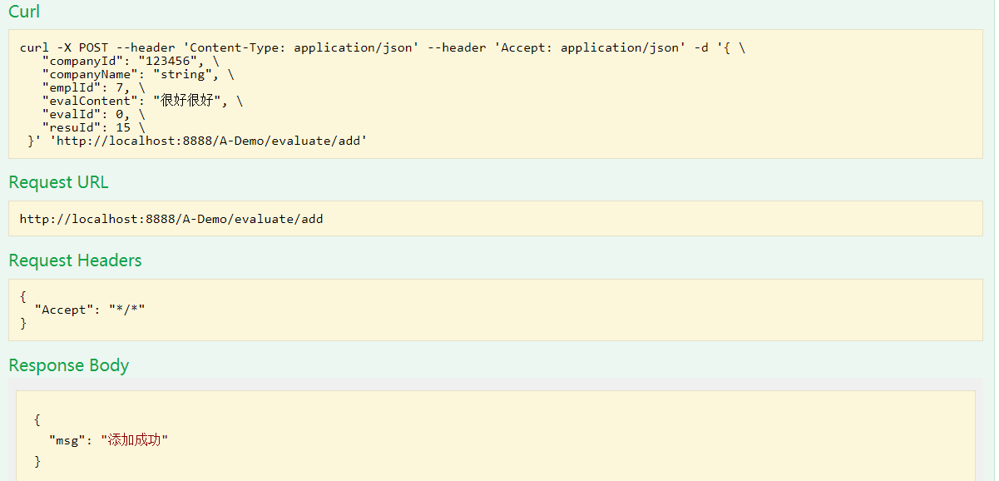 Curl
curl -X POST --header 'Content-Type: application/json' --header 'Accept: application/json' -d '{ \
"companyId": "123456", \
"companyName": "string", \
"emplId": 7, \
"evalContent": "很好很好", \
"evalId": 0, \
"resuId": 15 \
}' 'http://localhost:8888/A-Demo/evaluate/add'
Request URL
http://localhost:8888/A-Demo/evaluate/add
Request Headers
{
"Accept": "*/*"
}
Response Body
{
"msg": "添加成功"
}